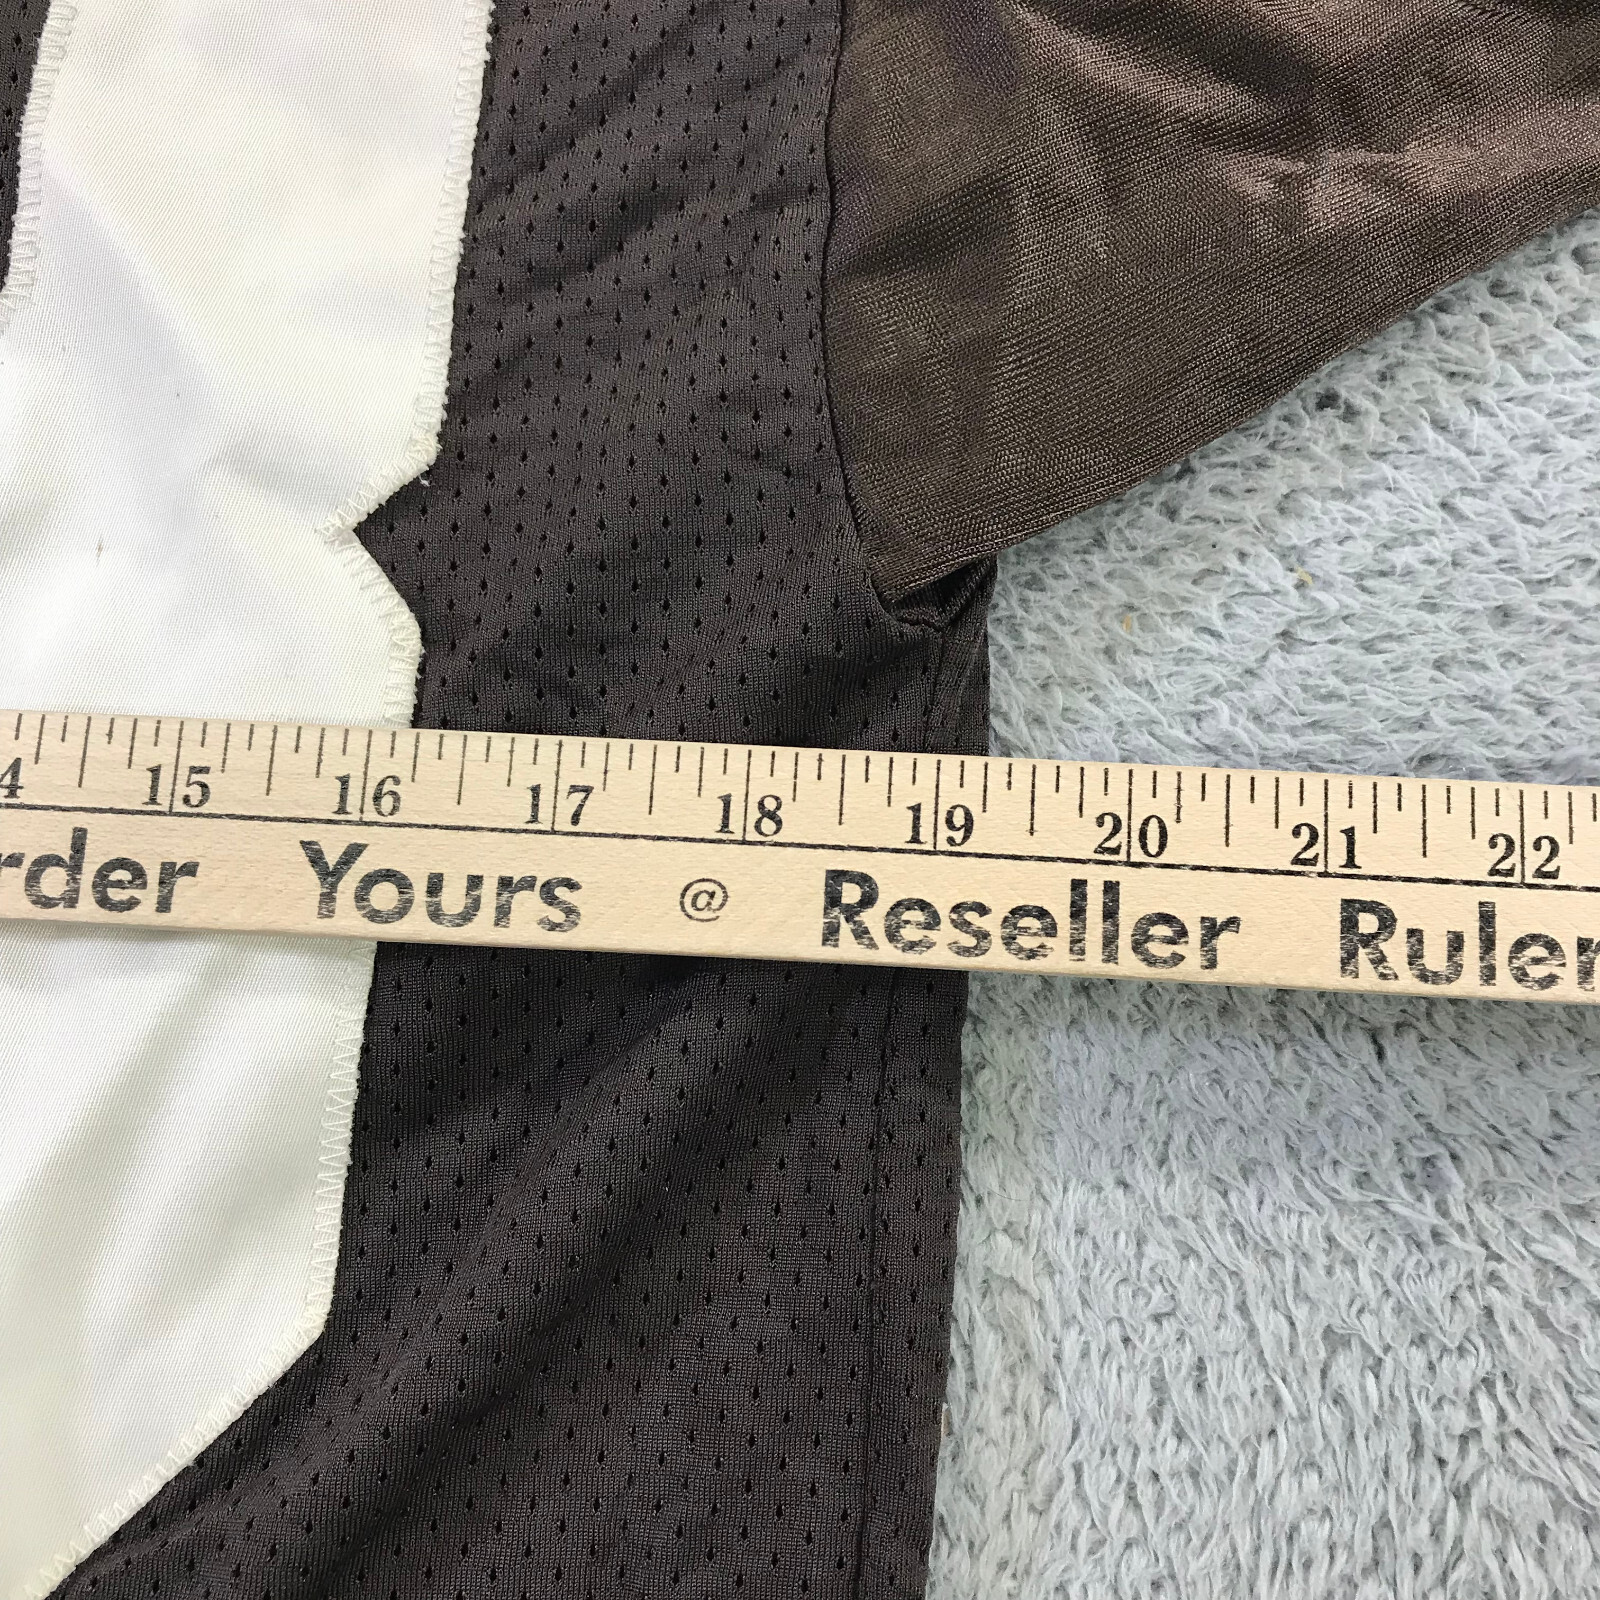 4 15 16 17 18 19 20 21 22
rder Yours @ Reseller Ruler